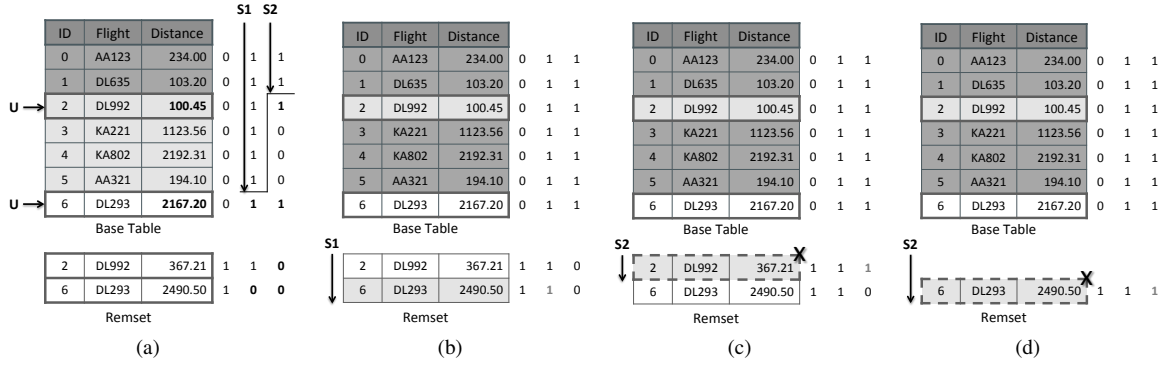 S1 S2
ID Flight Distance
0 AA123 234.00 0 1 1
1 DL635 103.20 0 1 1
U 2 DL992 100.45 0 1 1
3 KA221 1123.56 0 1 0
4 KA802 2192.31 0 1 0
5 AA321 194.10 0 1 0
U 6 DL293 2167.20 0 1 1
Base Table
2 DL992 367.21 1 1 0
6 DL293 2490.50 1 0 0
Remset
(a)
ID Flight Distance
0 AA123 234.00 0 1 1
1 DL635 103.20 0 1 1
2 DL992 100.45 0 1 1
3 KA221 1123.56 0 1 1
4 KA802 2192.31 0 1 1
5 AA321 194.10 0 1 1
6 DL293 2167.20 0 1 1
Base Table
S1
2 DL992 367.21 1 1 0
6 DL293 2490.50 1 1 0
Remset
(b)
ID Flight Distance
0 AA123 234.00 0 1 1
1 DL635 103.20 0 1 1
2 DL992 100.45 0 1 1
3 KA221 1123.56 0 1 1
4 KA802 2192.31 0 1 1
5 AA321 194.10 0 1 1
6 DL293 2167.20 0 1 1
Base Table
S2
X
2 DL992 367.21 1 1 1
6 DL293 2490.50 1 1 0
Remset
(c)
ID Flight Distance
0 AA123 234.00 0 1 1
1 DL635 103.20 0 1 1
2 DL992 100.45 0 1 1
3 KA221 1123.56 0 1 1
4 KA802 2192.31 0 1 1
5 AA321 194.10 0 1 1
6 DL293 2167.20 0 1 1
Base Table
S2
X
6 DL293 2490.50 1 1 1
Remset
(d)